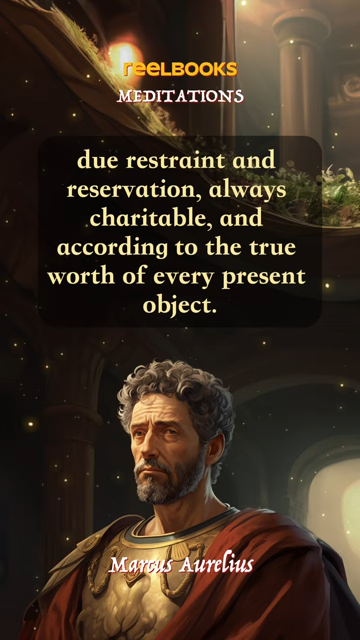 reelBOOKS
MEDITATIONS
due restraint and
reservation, always
charitable, and
according to the true
worth of every present
object.
Marcus Aurelius